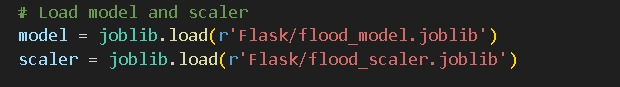 # Load model and scaler
model = joblib.load(r'Flask/flood_model.joblib')
scaler = joblib.load(r'Flask/flood_scaler.joblib')